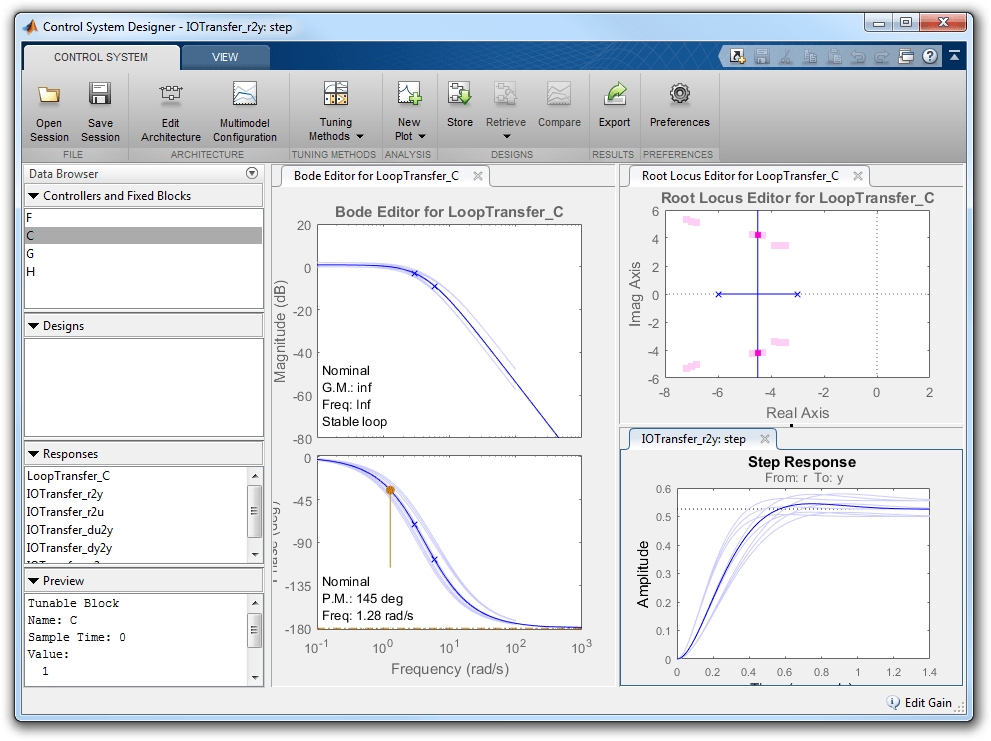 Control System Designer - IOTransfer_r2y: step
CONTROL SYSTEM
VIEW
Open Session
Save Session
Edit Architecture
Multimodel Configuration
Tuning Methods
New Plot
Store
Retrieve
Compare
Export
Preferences
FILE
ARCHITECTURE
TUNING METHODS
ANALYSIS
DESIGNS
RESULTS
PREFERENCES
Data Browser
Controllers and Fixed Blocks
F
C
G
H
Designs
Responses
LoopTransfer_C
IOTransfer_r2y
IOTransfer_r2u
IOTransfer_du2y
IOTransfer_dy2y
Preview
Tunable Block
Name: C
Sample Time: 0
Value:
1
Bode Editor for LoopTransfer_C
Bode Editor for LoopTransfer_C
20
0
-20
-40
-60
-80
Magnitude (dB)
Nominal
G.M.: inf
Freq: Inf
Stable loop
0
-45
-90
-135
-180
Phase (deg)
Nominal
P.M.: 145 deg
Freq: 1.28 rad/s
10^-1 10^0 10^1 10^2 10^3
Frequency (rad/s)
Root Locus Editor for LoopTransfer_C
Root Locus Editor for LoopTransfer_C
6
4
2
0
-2
-4
-6
Imag Axis
-8 -6 -4 -2 0 2
Real Axis
IOTransfer_r2y: step
Step Response
From: r To: y
0.6
0.5
0.4
0.3
0.2
0.1
0
Amplitude
0 0.2 0.4 0.6 0.8 1 1.2 1.4
Edit Gain